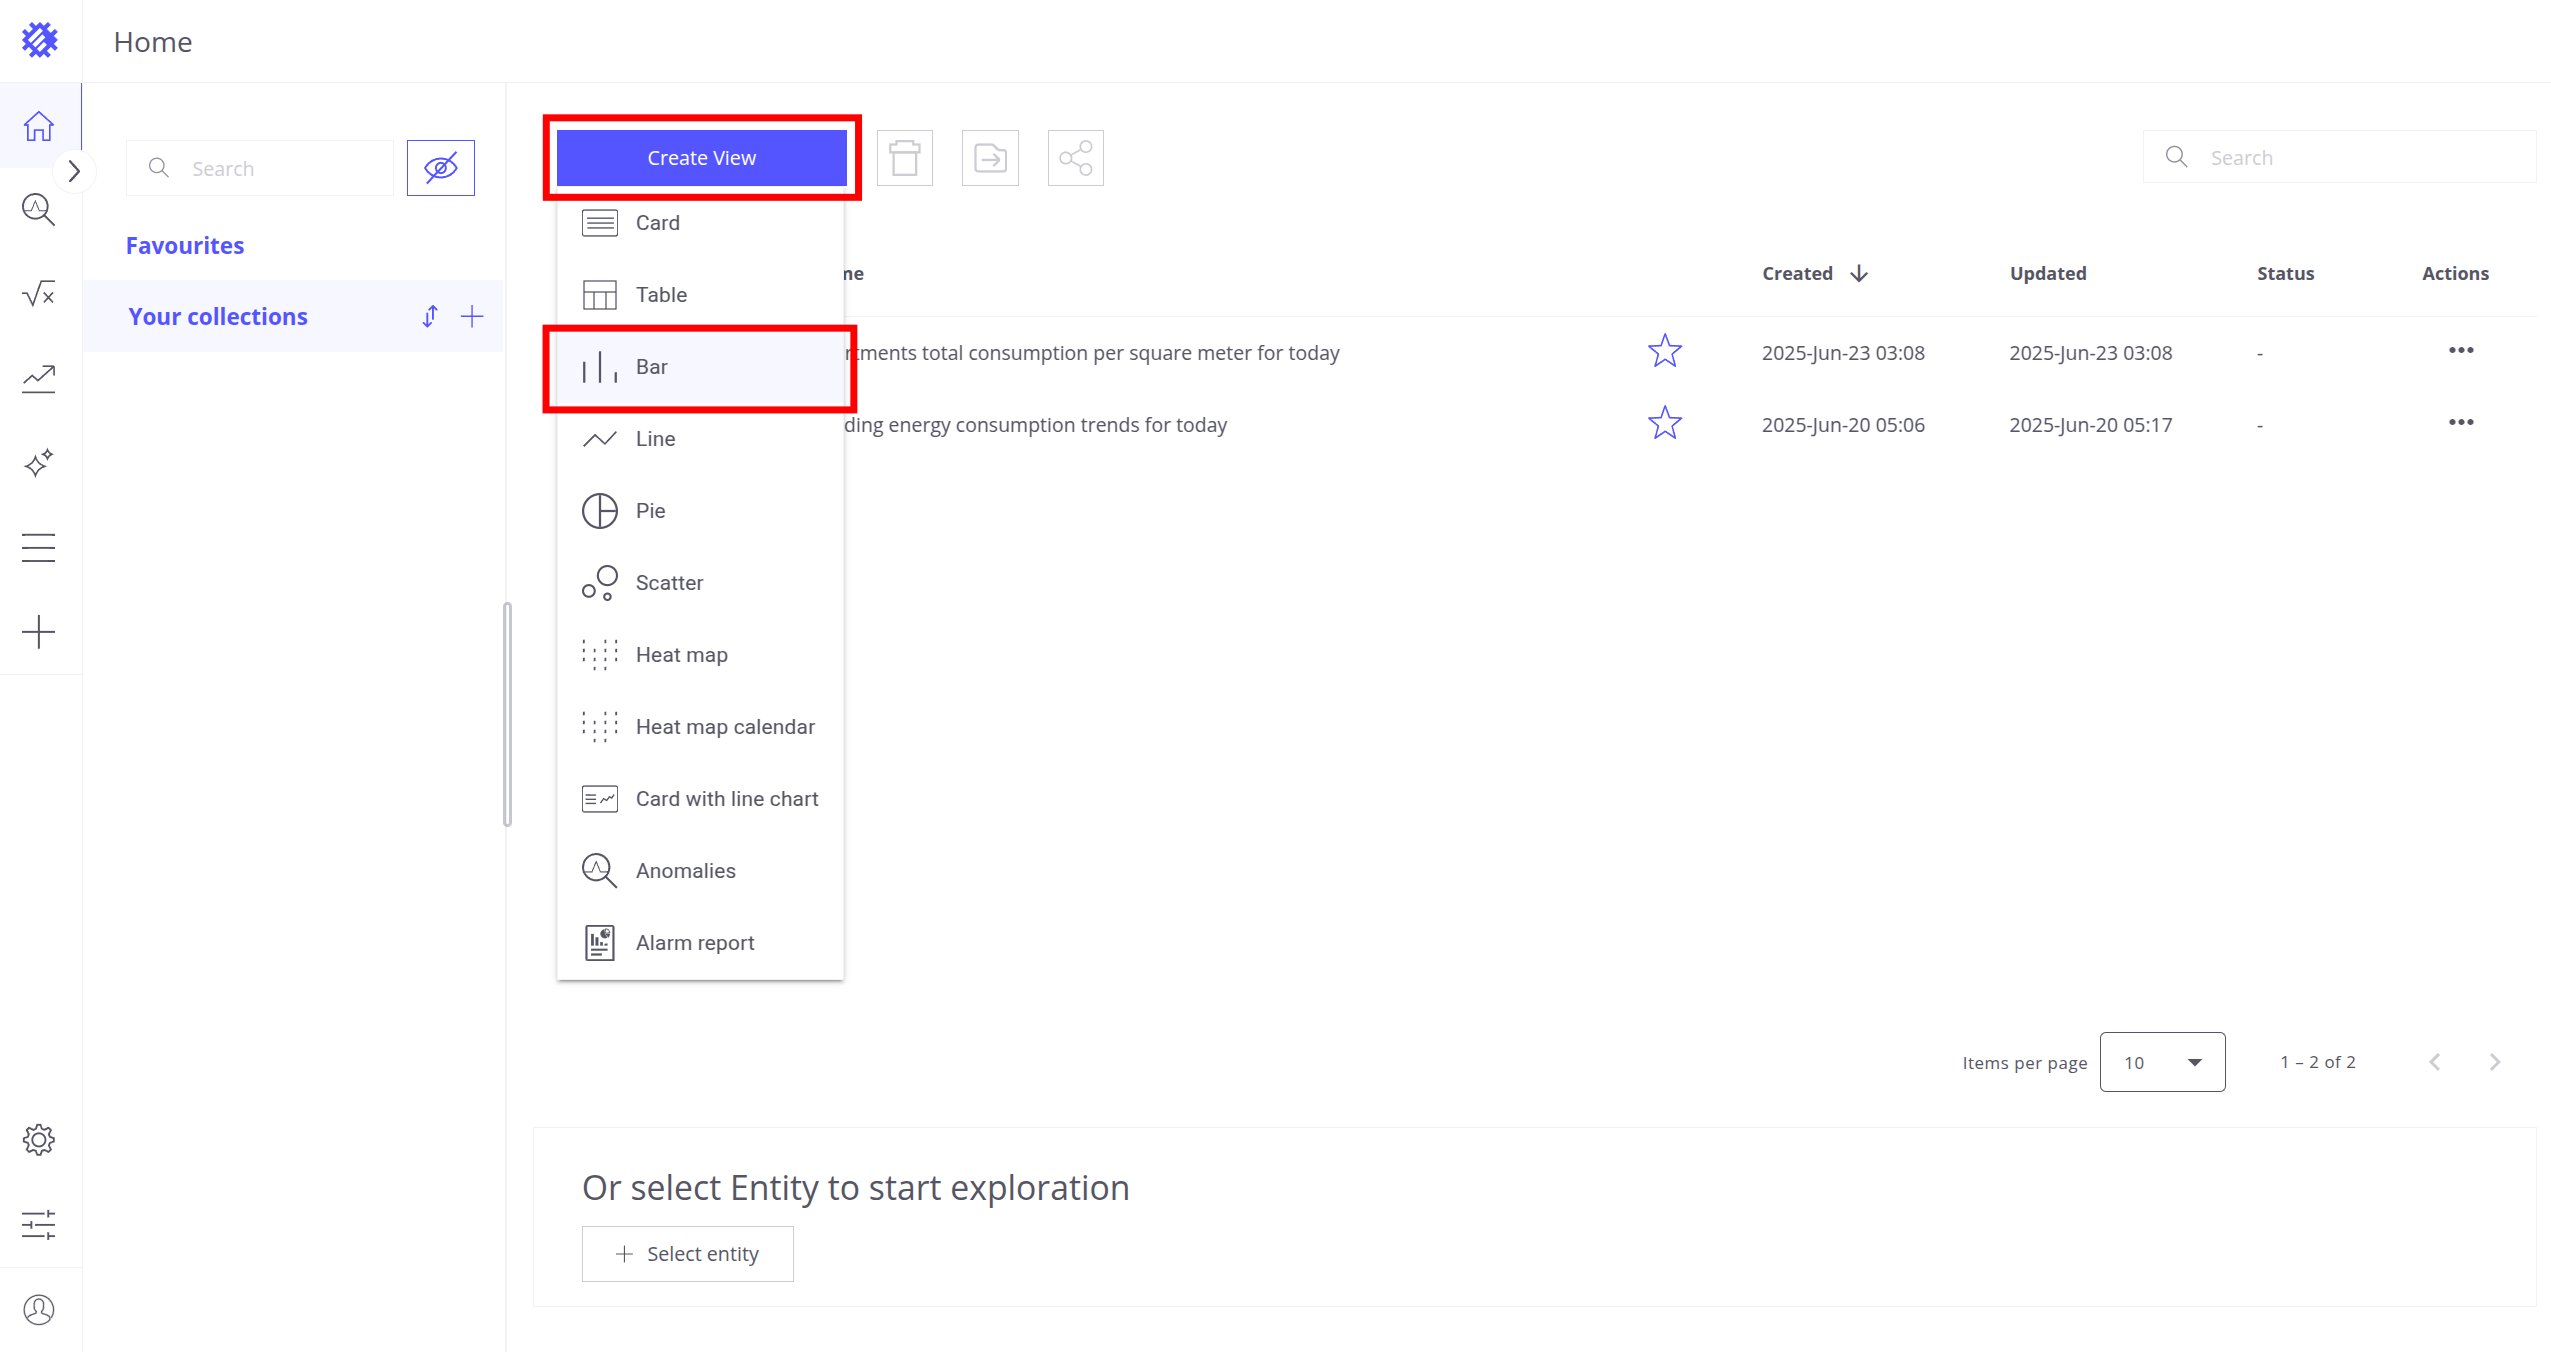 Home
Search
Create View
Search
Favourites
Your collections
Card
Table
Bar
Line
Pie
Scatter
Heat map
Heat map calendar
Card with line chart
Anomalies
Alarm report
Created
Updated
Status
Actions
total consumption per square meter for today
2025-Jun-23 03:08
2025-Jun-23 03:08
-
energy consumption trends for today
2025-Jun-20 05:06
2025-Jun-20 05:17
-
Items per page
10
1 – 2 of 2
Or select Entity to start exploration
Select entity